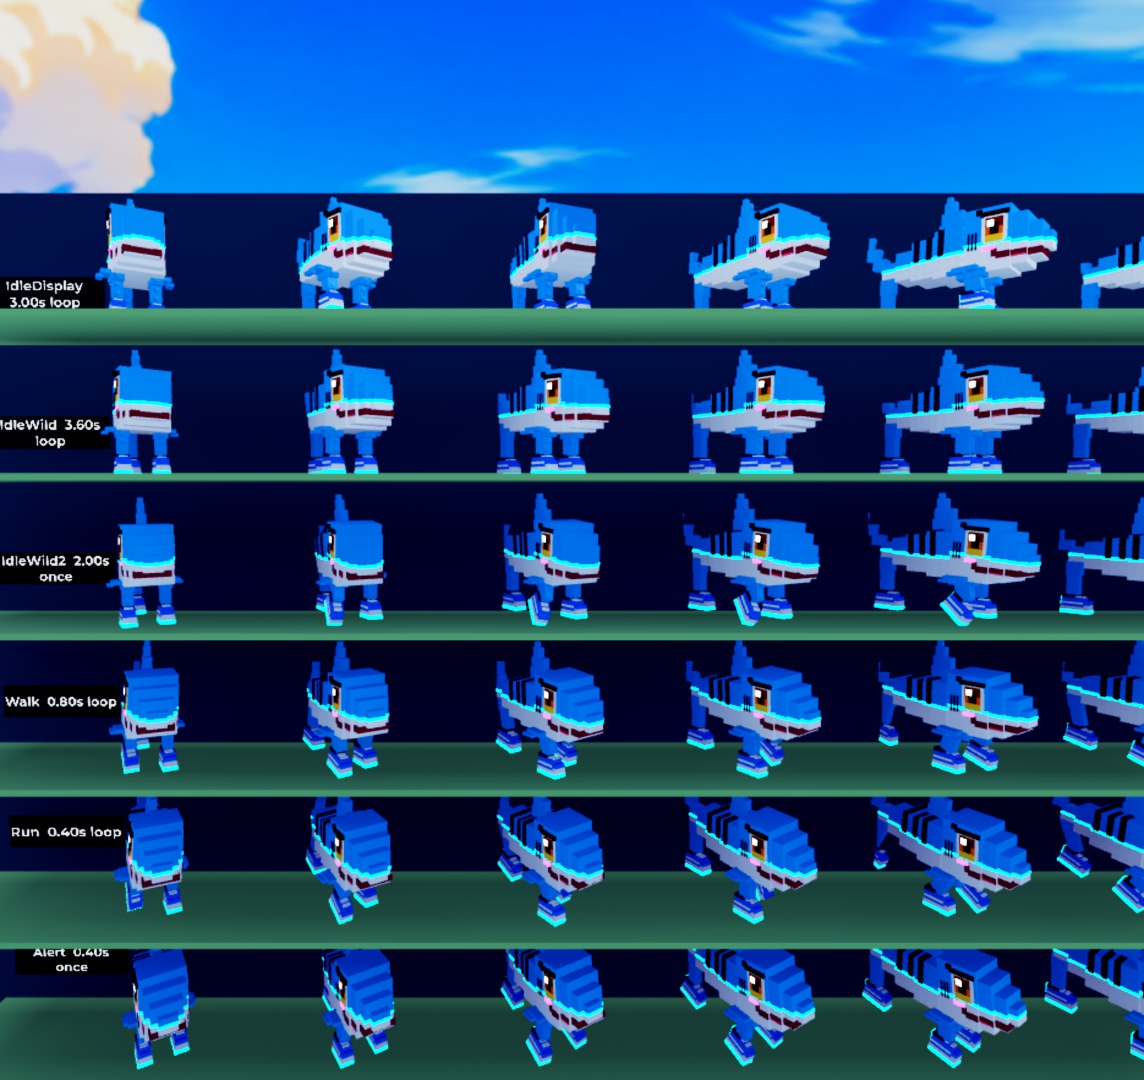 IdleDisplay
3.00s loop
IdleWild 3.60s
loop
IdleWild2 2.00s
once
Walk 0.80s loop
Run 0.40s loop
Alert 0.40s
once